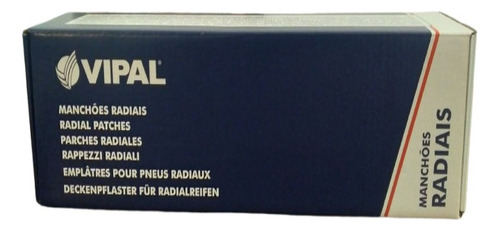 VIPAL®
MANCHÕES RADIAIS
RADIAL PATCHES
PARCHES RADIALES
RAPPEZZI RADIALI
EMPLÂTRES POUR PNEUS RADIAUX
DECKENPFLASTER FÜR RADIALREIFEN
MANCHÕES
RADIAIS